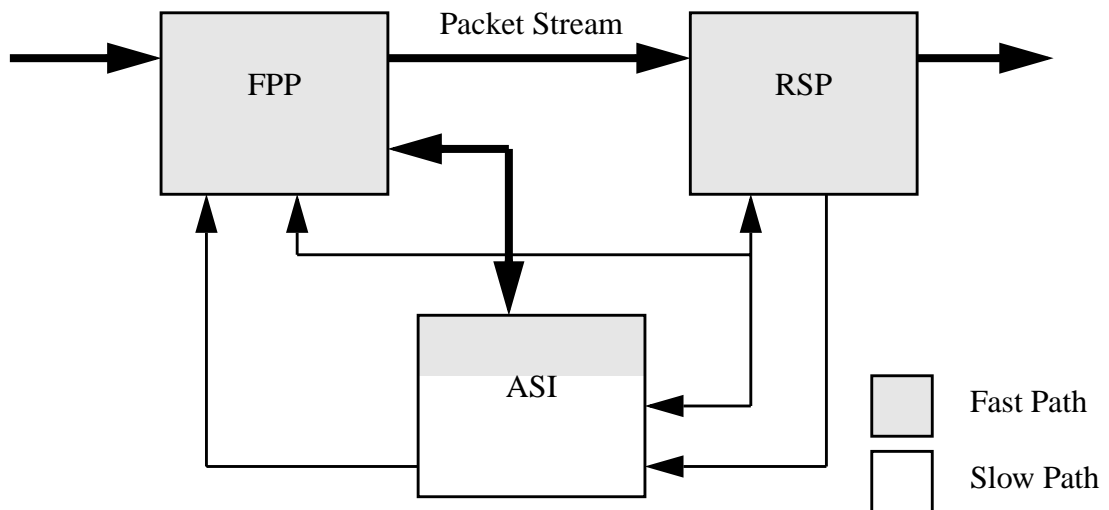 Packet Stream
FPP
RSP
ASI
Fast Path
Slow Path